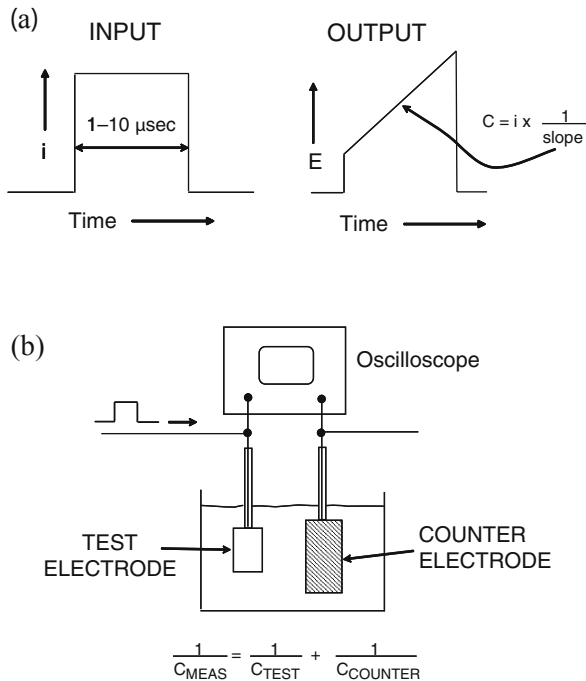 (a)
INPUT
OUTPUT
i
1–10 µsec
Time
E
C = i x 1/slope
Time
(b)
Oscilloscope
TEST
ELECTRODE
COUNTER
ELECTRODE
1/C_MEAS = 1/C_TEST + 1/C_COUNTER